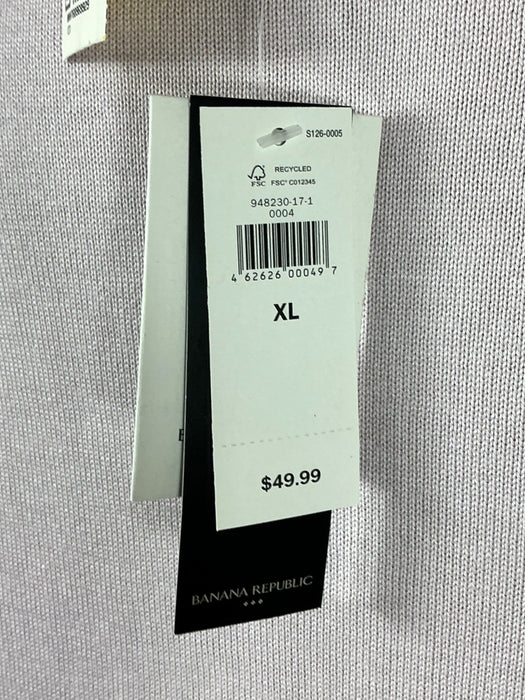 S126-0005
FSC
RECYCLED
FSC® C012345
948230-17-1
0004
4 62626 00049 7
XL
$49.99
BANANA REPUBLIC